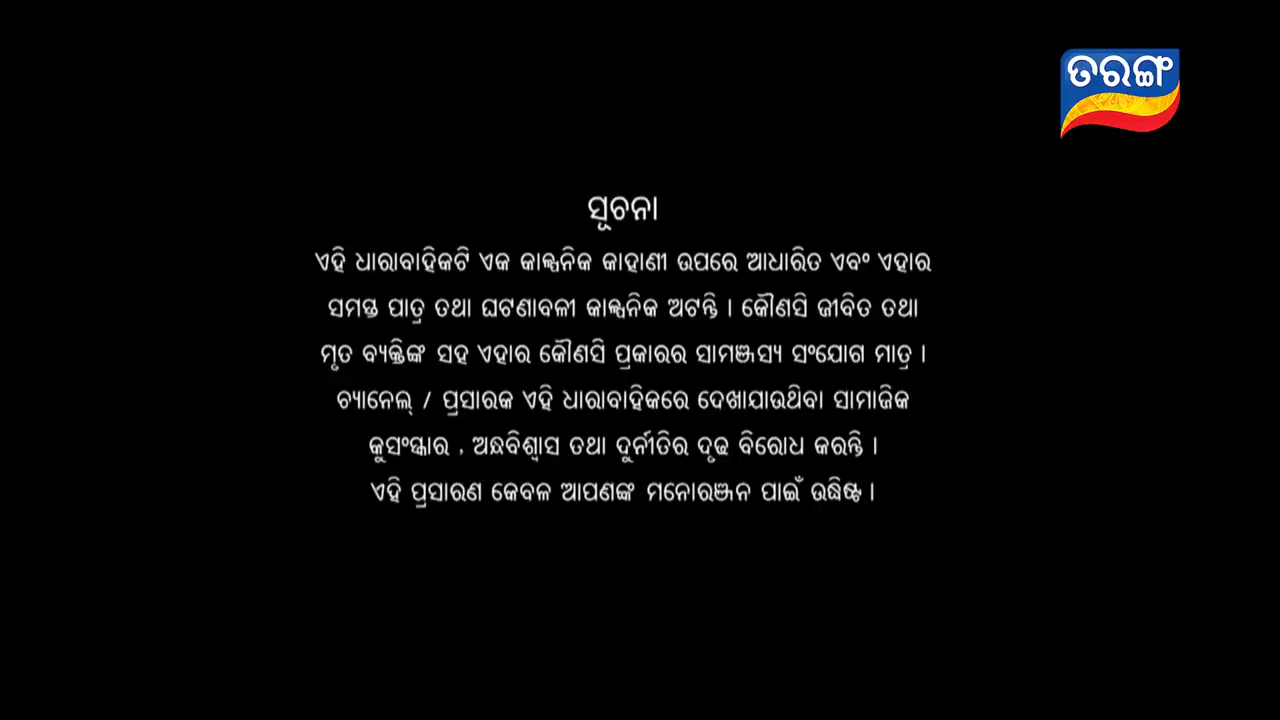 ତରଙ୍ଗ
ସୂଚନା
ଏହି ଧାରାବାହିକଟି ଏକ କାଳ୍ପନିକ କାହାଣୀ ଉପରେ ଆଧାରିତ ଏବଂ ଏହାର
ସମସ୍ତ ପାତ୍ର ତଥା ଘଟଣାବଳୀ କାଳ୍ପନିକ ଅଟନ୍ତି । କୌଣସି ଜୀବିତ ତଥା
ମୃତ ବ୍ୟକ୍ତିଙ୍କ ସହ ଏହାର କୌଣସି ପ୍ରକାରର ସାମଞ୍ଜସ୍ୟ ସଂଯୋଗ ମାତ୍ର ।
ଚ୍ୟାନେଲ୍ / ପ୍ରସାରକ ଏହି ଧାରାବାହିକରେ ଦେଖାଯାଉଥିବା ସାମାଜିକ
କୁସଂସ୍କାର , ଅନ୍ଧବିଶ୍ୱାସ ତଥା ଦୁର୍ନୀତିର ଦୃଢ ବିରୋଧ କରନ୍ତି ।
ଏହି ପ୍ରସାରଣ କେବଳ ଆପଣଙ୍କ ମନୋରଞ୍ଜନ ପାଇଁ ଉଦ୍ଧିଷ୍ଟ ।